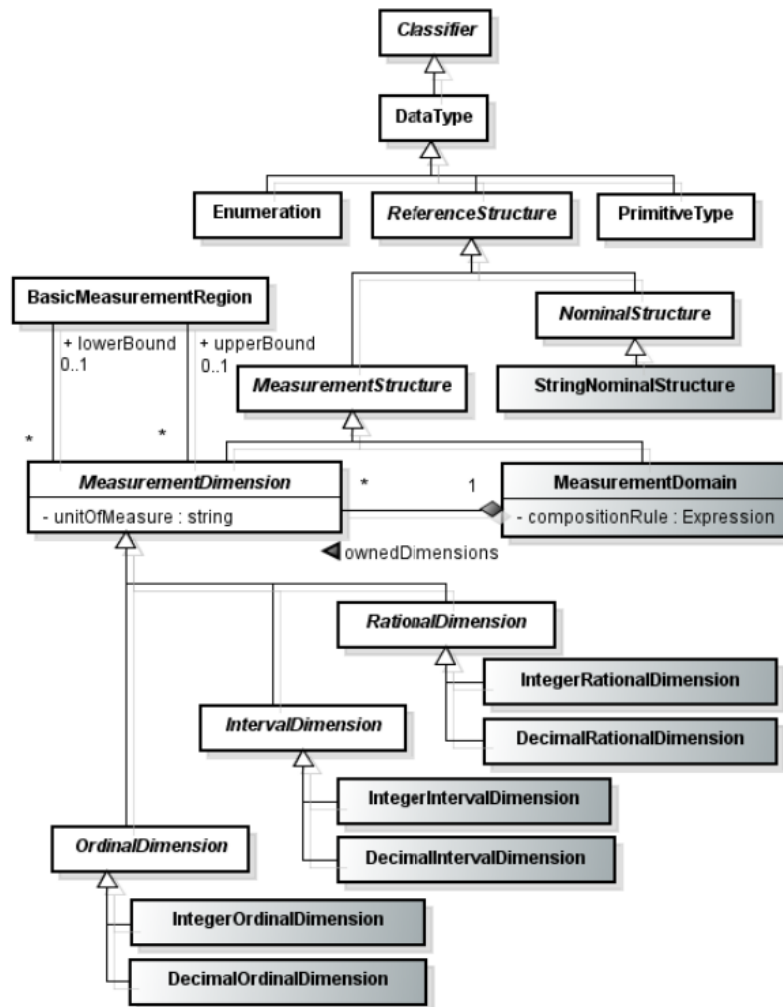 Classifier
DataType
Enumeration
ReferenceStructure
PrimitiveType
BasicMeasurementRegion
NominalStructure
+ lowerBound
0..1
+ upperBound
0..1
MeasurementStructure
StringNominalStructure
*
*
MeasurementDimension
- unitOfMeasure : string
*
1
MeasurementDomain
- compositionRule : Expression
ownedDimensions
RationalDimension
IntegerRationalDimension
IntervalDimension
DecimalRationalDimension
IntegerIntervalDimension
OrdinalDimension
DecimalIntervalDimension
IntegerOrdinalDimension
DecimalOrdinalDimension